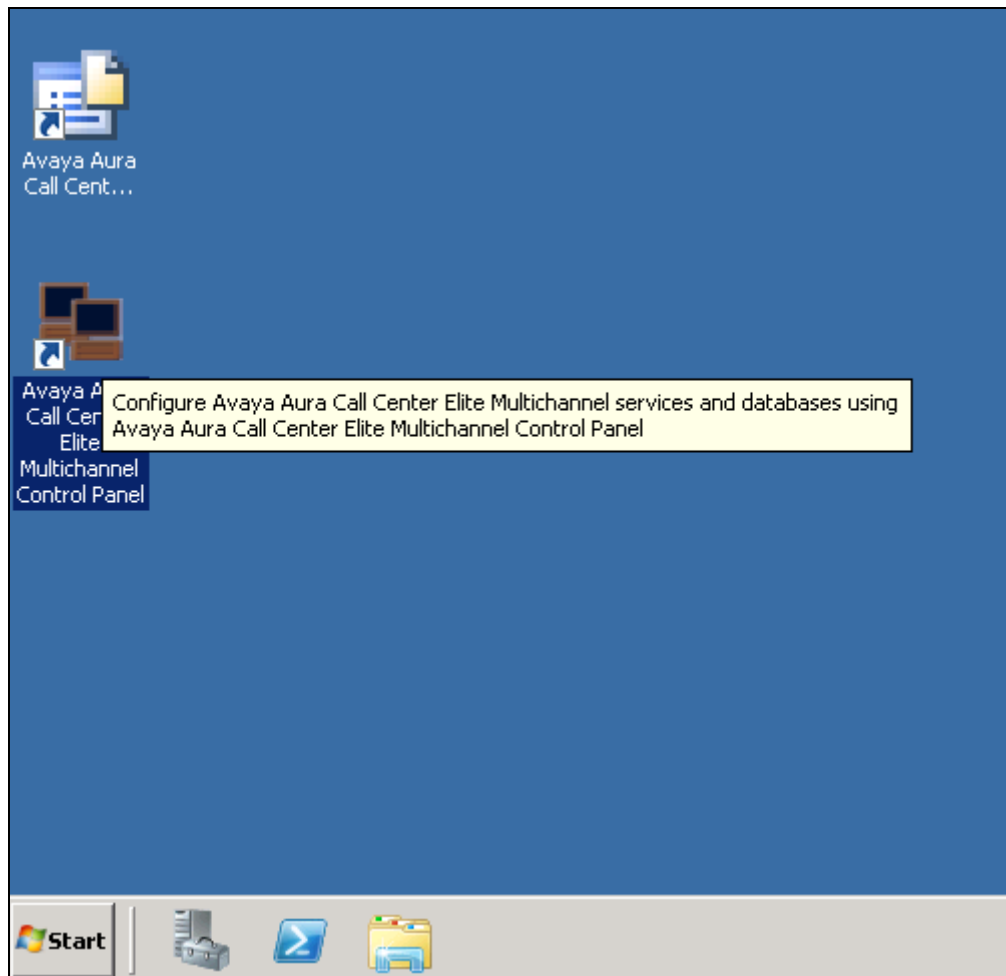 Avaya Aura
Call Cent...
Avaya A
Call Cer
Elite
Multichannel
Control Panel
Configure Avaya Aura Call Center Elite Multichannel services and databases using
Avaya Aura Call Center Elite Multichannel Control Panel
Start